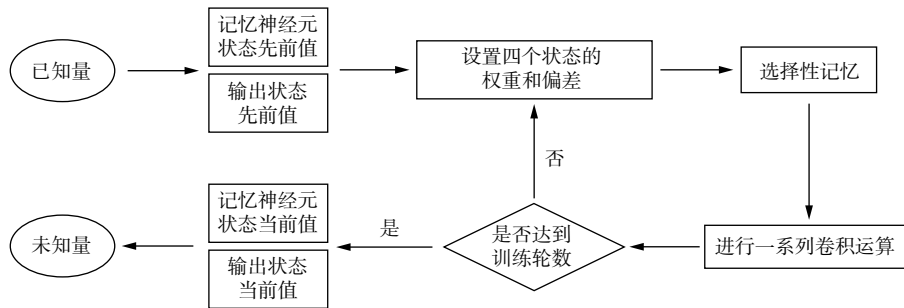 已知量
记忆神经元
状态先前值
输出状态
先前值
设置四个状态的
权重和偏差
选择性记忆
否
未知量
记忆神经元
状态当前值
输出状态
当前值
是
是否达到
训练轮数
进行一系列卷积运算